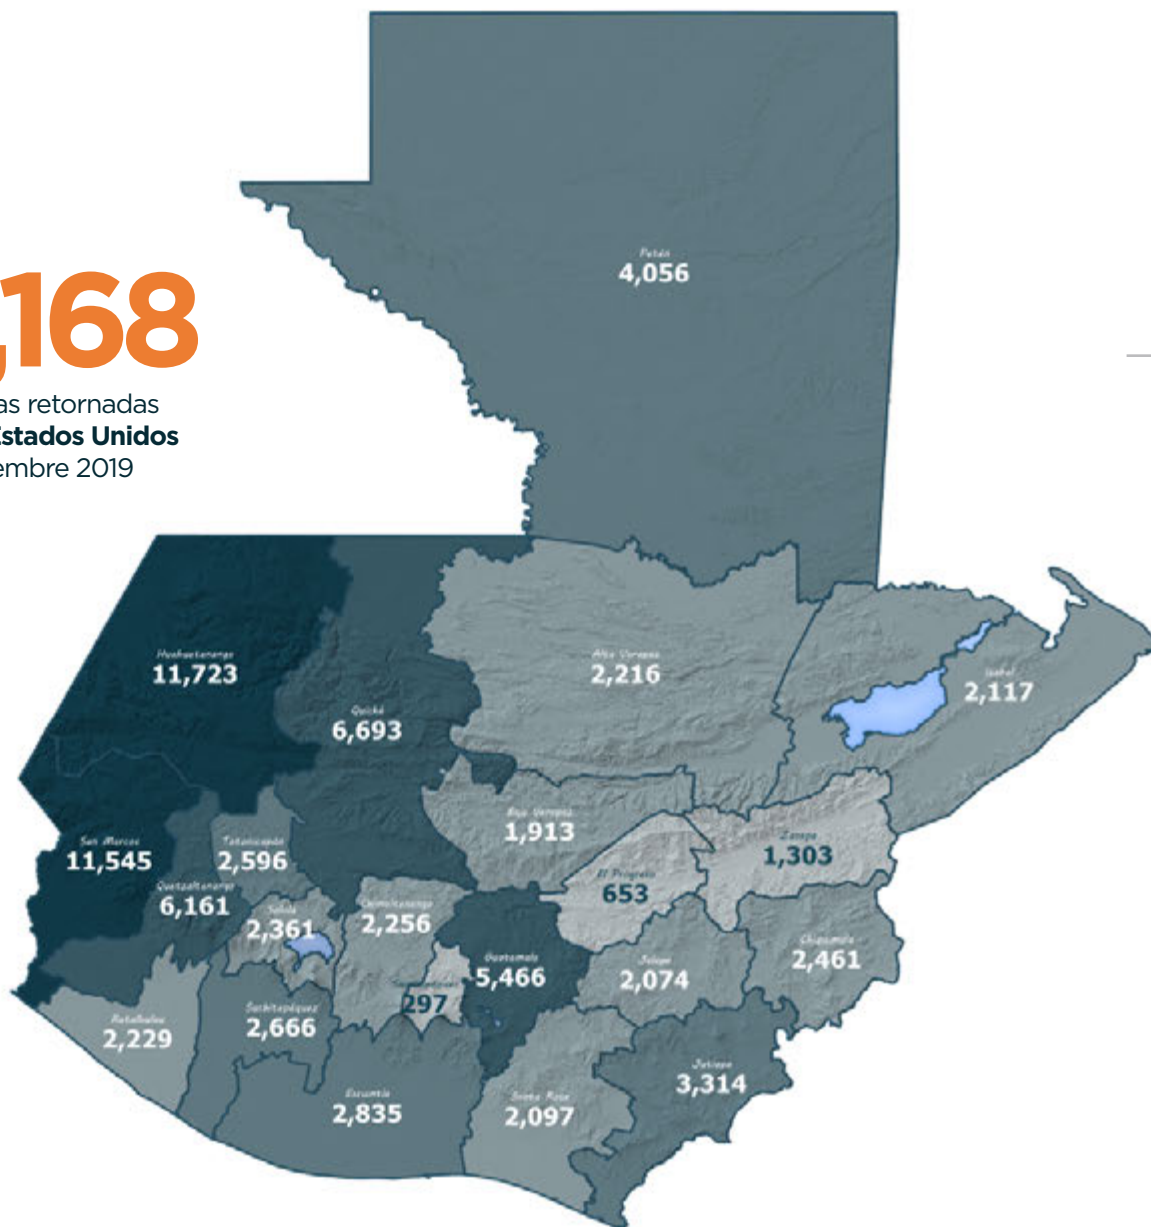 ,168
as retornadas
Estados Unidos
embre 2019
Petén
4,056
Huehuetenango
11,723
Quiché
6,693
Alta Verapaz
2,216
Izabal
2,117
Baja Verapaz
1,913
Zacapa
1,303
El Progreso
653
San Marcos
11,545
Totonicapán
2,596
Quetzaltenango
6,161
Sololá
2,361
Chimaltenango
2,256
Guatemala
5,466
297
Jalapa
2,074
Chiquimula
2,461
Retalhuleu
2,229
2,666
Escuintla
2,835
Santa Rosa
2,097
Jutiapa
3,314